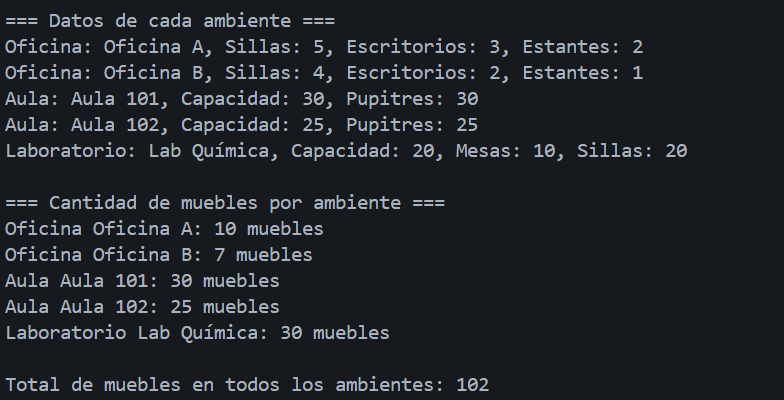 === Datos de cada ambiente ===
Oficina: Oficina A, Sillas: 5, Escritorios: 3, Estantes: 2
Oficina: Oficina B, Sillas: 4, Escritorios: 2, Estantes: 1
Aula: Aula 101, Capacidad: 30, Pupitres: 30
Aula: Aula 102, Capacidad: 25, Pupitres: 25
Laboratorio: Lab Química, Capacidad: 20, Mesas: 10, Sillas: 20
=== Cantidad de muebles por ambiente ===
Oficina Oficina A: 10 muebles
Oficina Oficina B: 7 muebles
Aula Aula 101: 30 muebles
Aula Aula 102: 25 muebles
Laboratorio Lab Química: 30 muebles
Total de muebles en todos los ambientes: 102